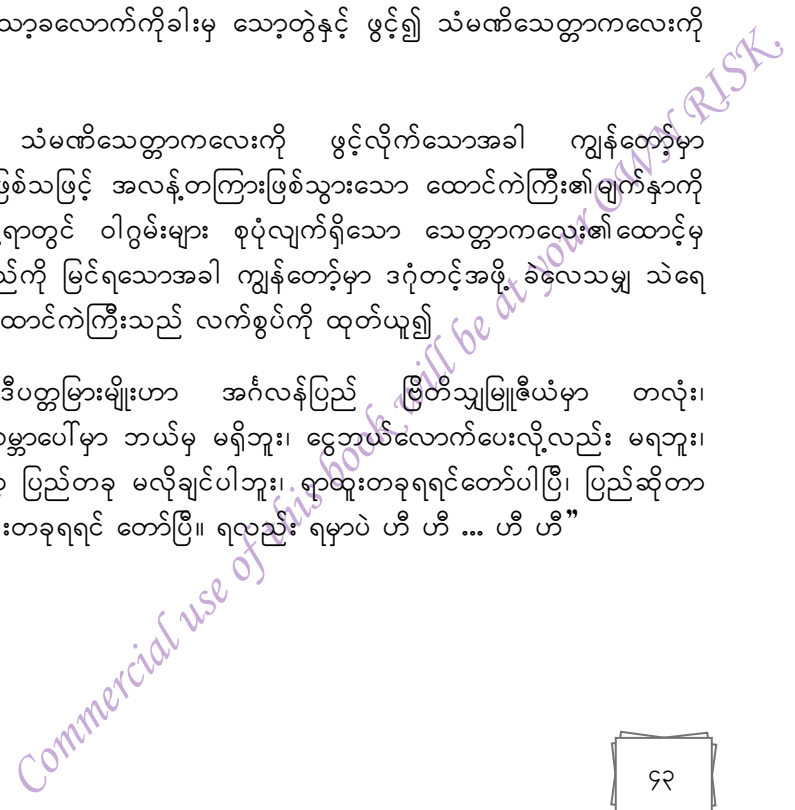 သော့ခလောက်ကိုခါးမှ သော့တွဲနှင့် ဖွင့်၍ သံမဏိသေတ္တာကလေးကို
သံမဏိသေတ္တာကလေးကို ဖွင့်လိုက်သောအခါ ကျွန်တော့်မှာ
ဖြစ်သဖြင့် အလန့်တကြားဖြစ်သွားသော ထောင်ကဲကြီး၏မျက်နှာကို
ရာတွင် ဝါဂွမ်းများ စုပုံလျက်ရှိသော သေတ္တာကလေး၏ထောင့်မှ
ည်ကို မြင်ရသောအခါ ကျွန်တော့်မှာ ဒဂုံတင့်အဖို့ ခဲလေသမျှ သဲရေ
ထောင်ကဲကြီးသည် လက်စွပ်ကို ထုတ်ယူ၍
ဒီပတ္တမြားမျိုးဟာ အင်္ဂလန်ပြည် ဗြိတိသျှမြူဇီယံမှာ တလုံး၊
မ္ဘာပေါ်မှာ ဘယ်မှ မရှိဘူး၊ ငွေဘယ်လောက်ပေးလို့လည်း မရဘူး၊
ပြည်တခု မလိုချင်ပါဘူး၊ ရာထူးတခုရရင်တော်ပါပြီ၊ ပြည်ဆိုတာ
းတခုရရင် တော်ပြီ။ ရလည်း ရမှာပဲ ဟီ ဟီ ... ဟီ ဟီ”
Commercial use of this book will be at your OWN RISK.
၄၃